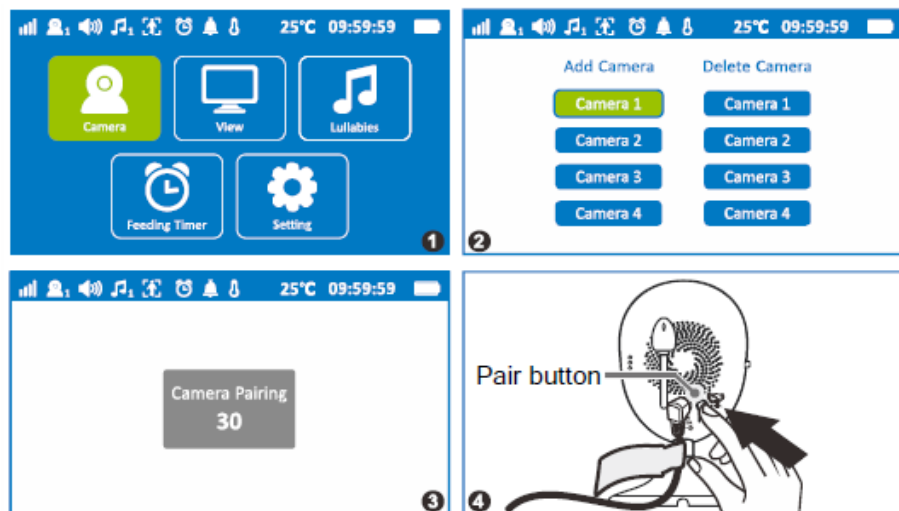 25°C 09:59:59
Camera
View
Lullabies
Feeding Timer
Setting
1
25°C 09:59:59
Add Camera Delete Camera
Camera 1 Camera 1
Camera 2 Camera 2
Camera 3 Camera 3
Camera 4 Camera 4
2
25°C 09:59:59
Camera Pairing
30
3
Pair button
4